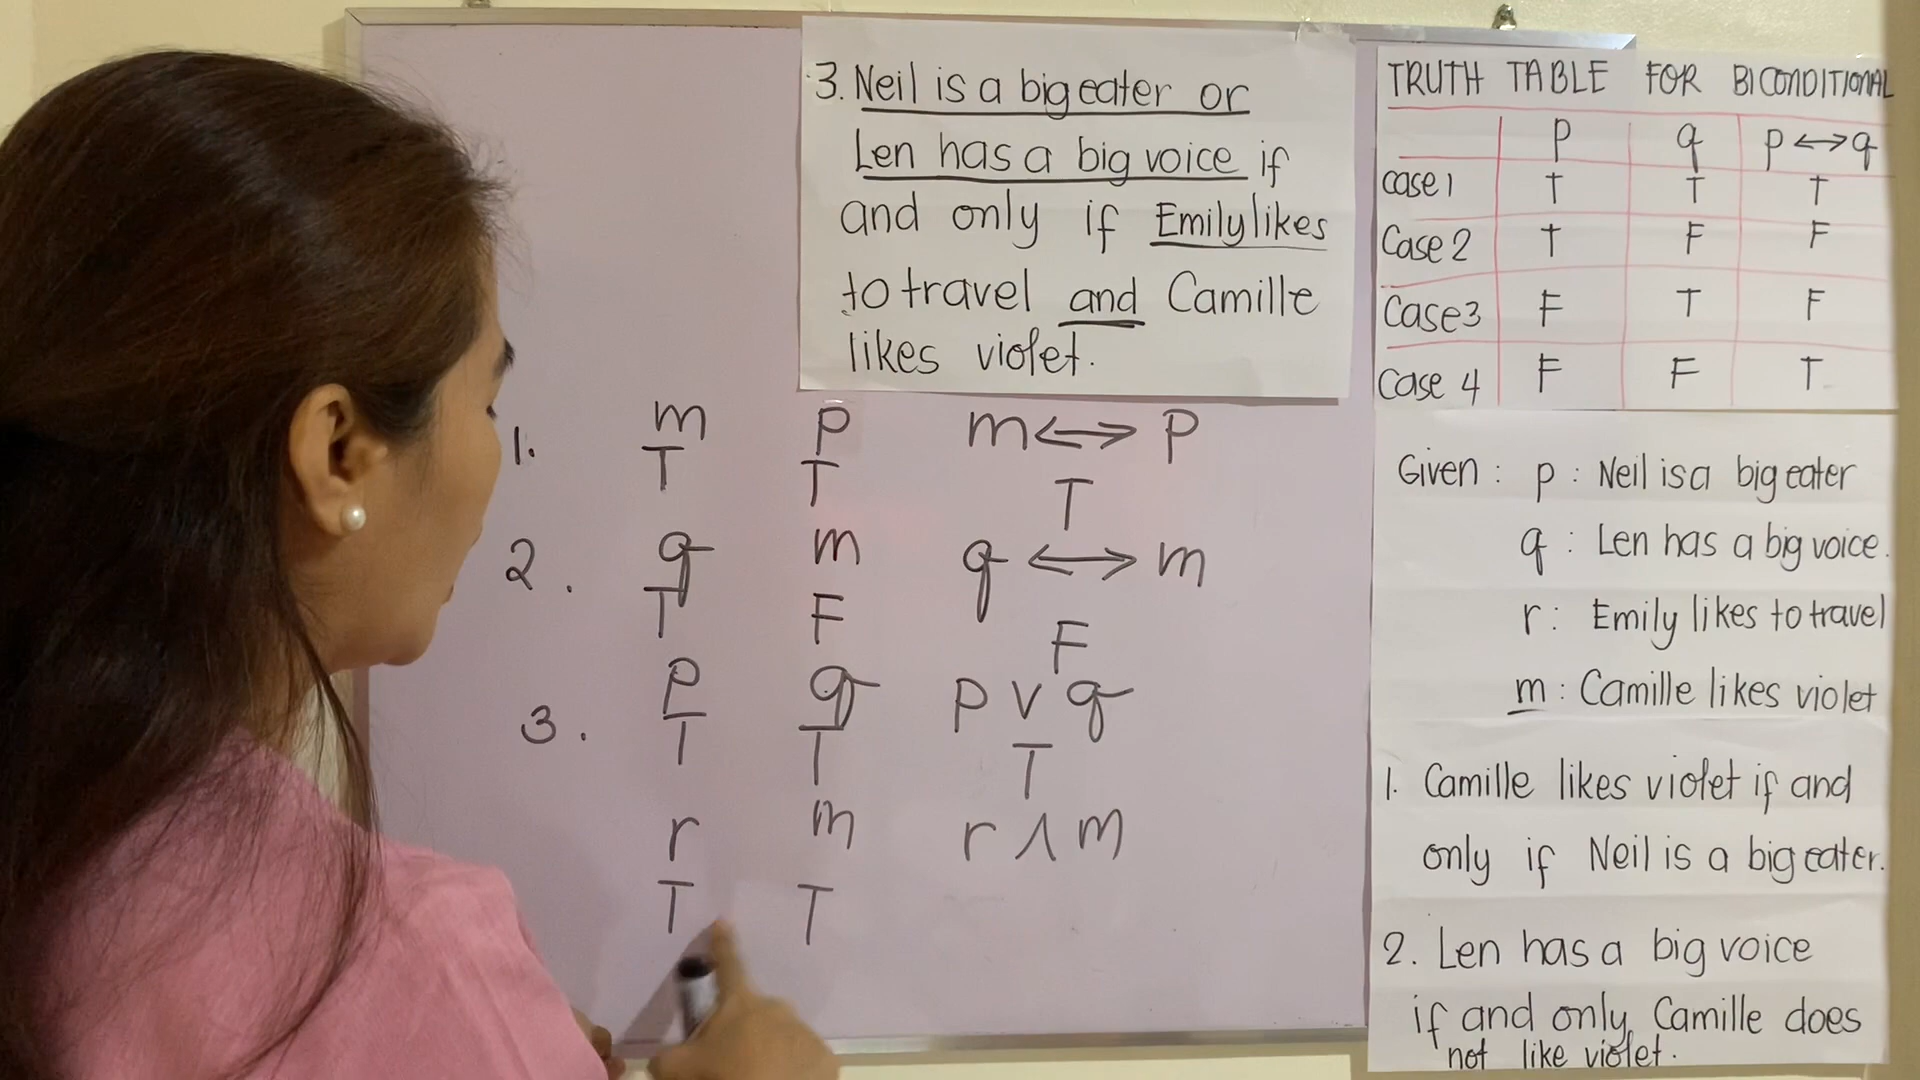 3. Neil is a big eater or
Len has a big voice if
and only if Emily likes
to travel and Camille
likes violet.
TRUTH TABLE FOR BICONDITIONAL
p q p ↔ q
case 1 T T T
Case 2 T F F
Case 3 F T F
Case 4 F F T
Given : p : Neil is a big eater
q : Len has a big voice.
r : Emily likes to travel
m : Camille likes violet
1. Camille likes violet if and
only if Neil is a big eater.
2. Len has a big voice
if and only Camille does
not like violet.
1. m p m ↔ p
T T T
2. q m q ↔ m
T F F
3. p q p ∨ q
T T T
r m r ∧ m
T T